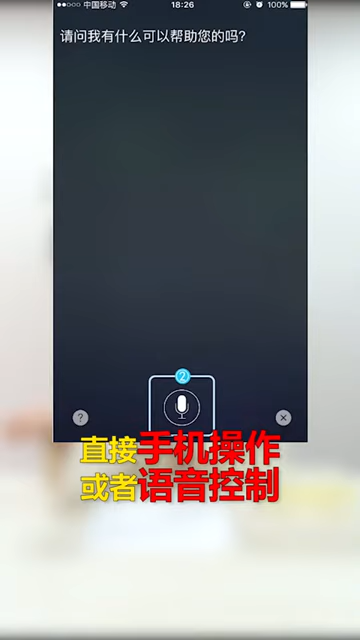 中国移动 18:26 100%
请问我有什么可以帮助您的吗?
2
?
直接手机操作
或者语音控制